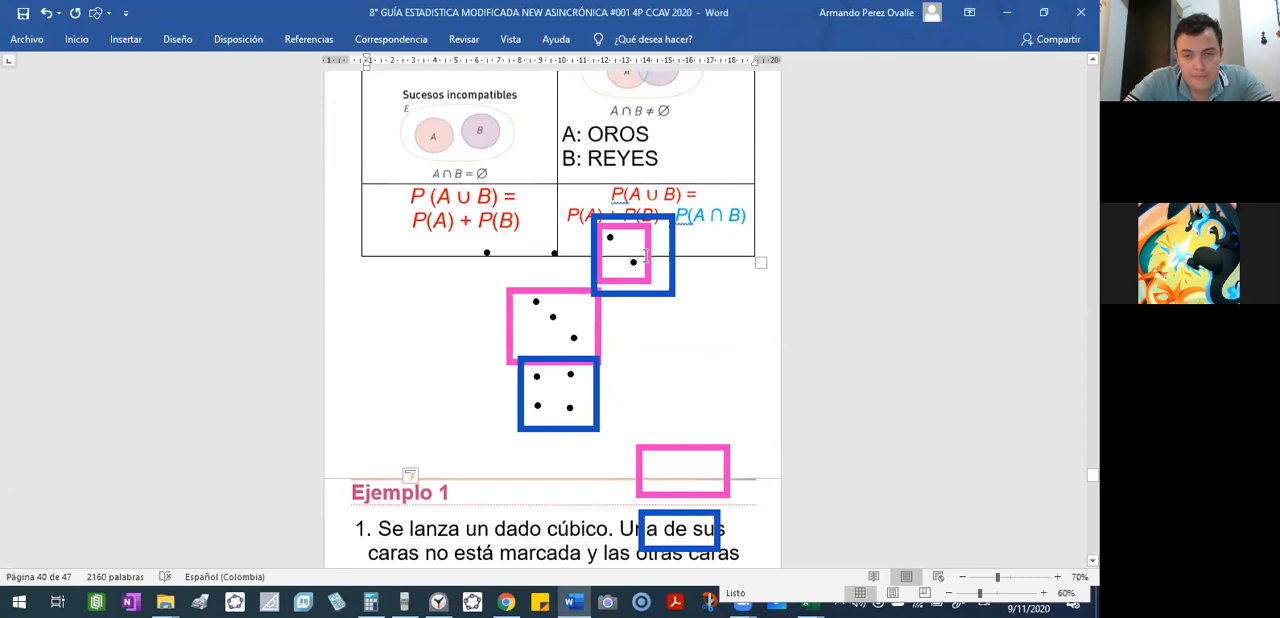 8° GUÍA ESTADISTICA MODIFICADA NEW ASINCRÓNICA #001 4P CCAV 2020 - Word
Armando Perez Ovalle
Archivo Inicio Insertar Diseño Disposición Referencias Correspondencia Revisar Vista Ayuda ¿Qué desea hacer? Compartir
Sucesos incompatibles
E
A B
A ∩ B = Ø
P (A ∪ B) =
P(A) + P(B)
A
A ∩ B ≠ Ø
A: OROS
B: REYES
P(A ∪ B) =
P(A) + P(B) P(A ∩ B)
Ejemplo 1
1. Se lanza un dado cúbico. Una de sus
caras no está marcada y las otras caras
Página 40 de 47 2160 palabras Español (Colombia) 70%
Listo 60%
9/11/2020